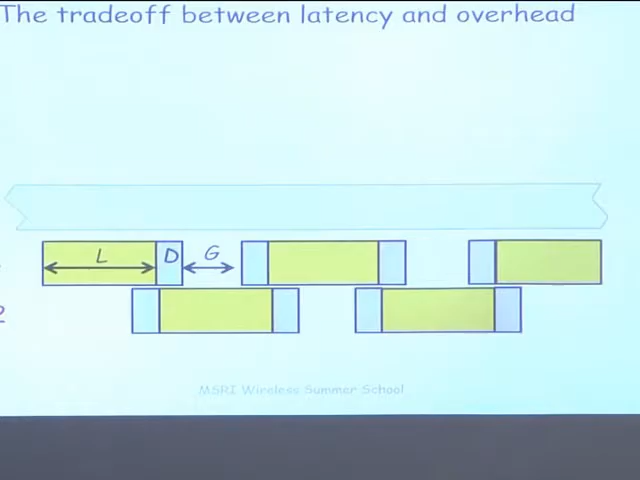 The tradeoff between latency and overhead
L D G
MSRI Wireless Summer School